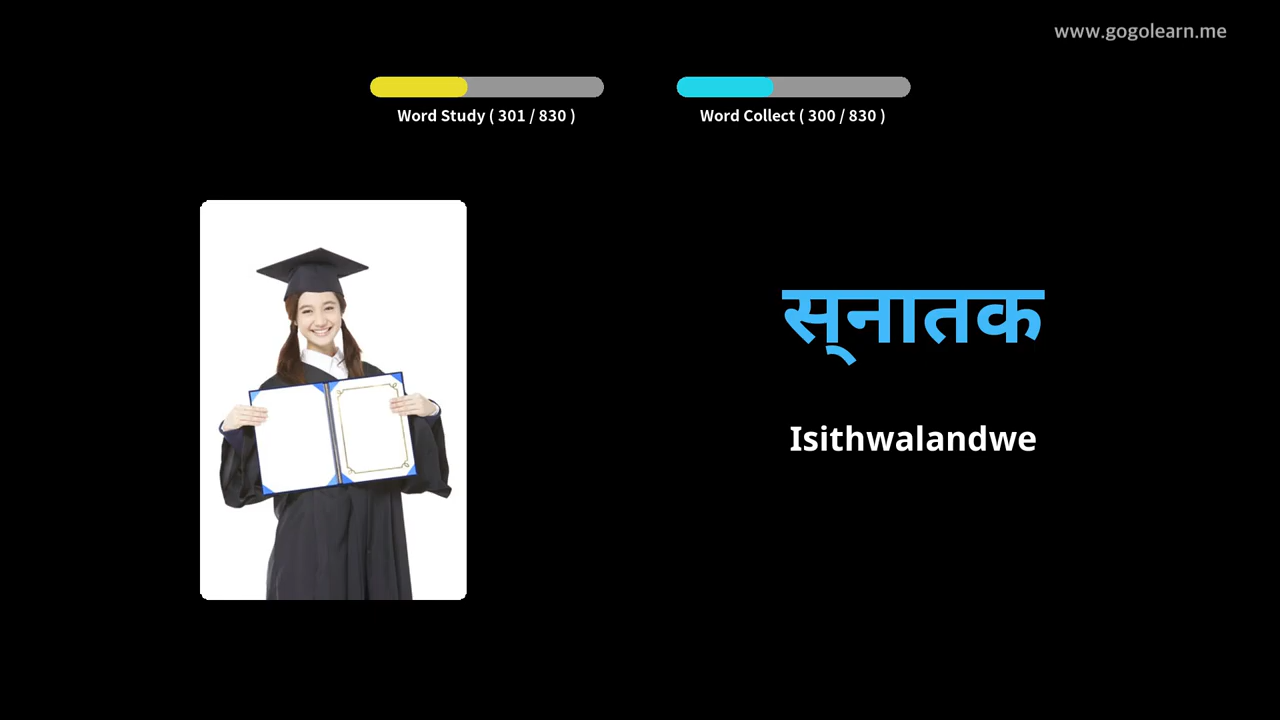 www.gogolearn.me
Word Study ( 301 / 830 )
Word Collect ( 300 / 830 )
स्‌नातक
Isithwalandwe